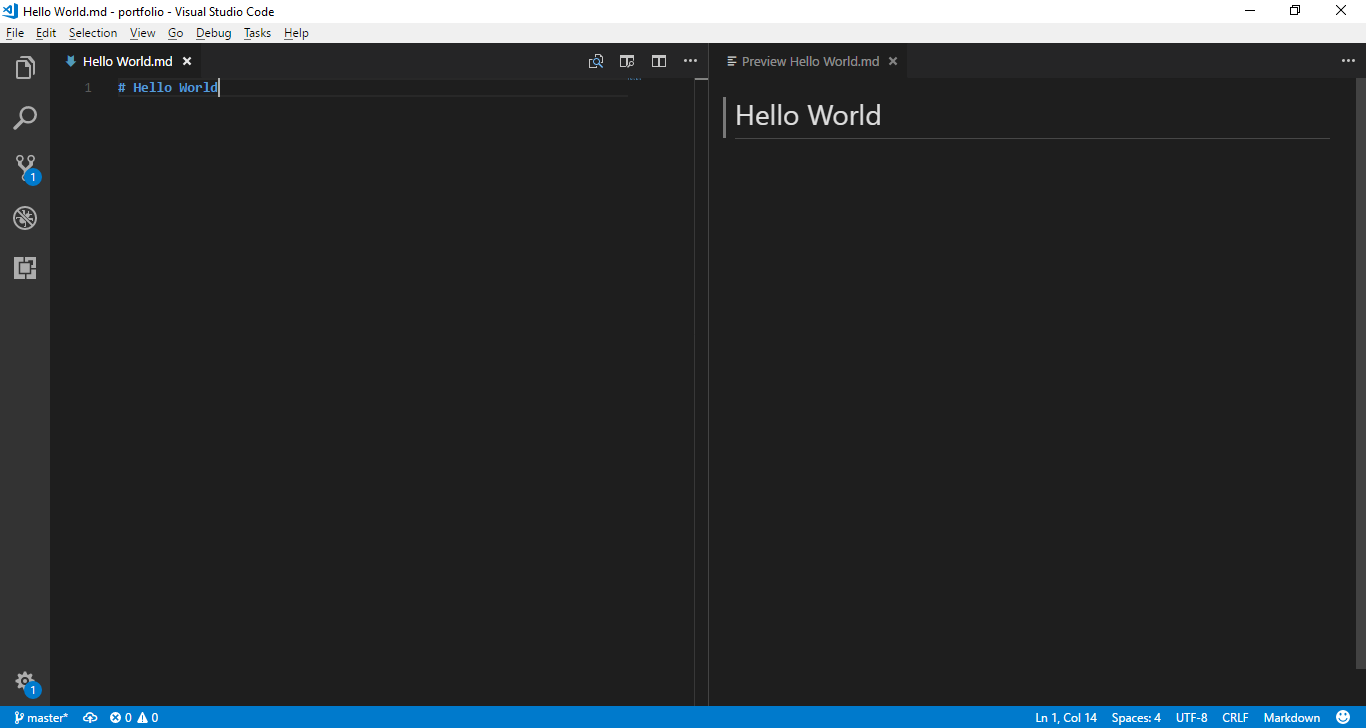 Hello World.md - portfolio - Visual Studio Code
File Edit Selection View Go Debug Tasks Help
Hello World.md
Preview Hello World.md
1 # Hello World
Hello World
1
1
master* 0 0 Ln 1, Col 14 Spaces: 4 UTF-8 CRLF Markdown